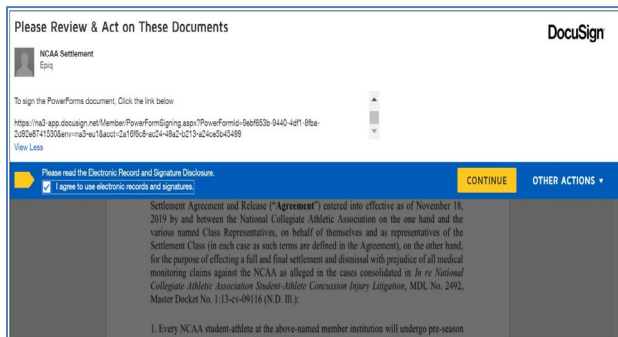 Please Review & Act on These Documents
DocuSign
NCAA Settlement
Epiq
To sign the PowerForms document, Click the link below
https://na3-app.docusign.net/Member/PowerFormSigning.aspx?PowerFormId=9ebf653b-9440-4df1-8fba-
2d92e8741530&env=na3-eu1&acct=2a16f6c8-ac24-49a2-b213-a24ce5b45499
View Less
Please read the Electronic Record and Signature Disclosure.
I agree to use electronic records and signatures.
CONTINUE
OTHER ACTIONS
Settlement Agreement and Release ("Agreement") entered into effective as of November 18,
2019 by and between the National Collegiate Athletic Association on the one hand and the
various named Class Representatives, on behalf of themselves and as representatives of the
Settlement Class (in each case as such terms are defined in the Agreement), on the other hand,
for the purpose of effecting a full and final settlement and dismissal with prejudice of all medical
monitoring claims against the NCAA as alleged in the cases consolidated in In re National
Collegiate Athletic Association Student-Athlete Concussion Injury Litigation, MDL No. 2492,
Master Docket No. 1:13-cv-09116 (N.D. Ill.):
1. Every NCAA student-athlete at the above-named member institution will undergo pre-season